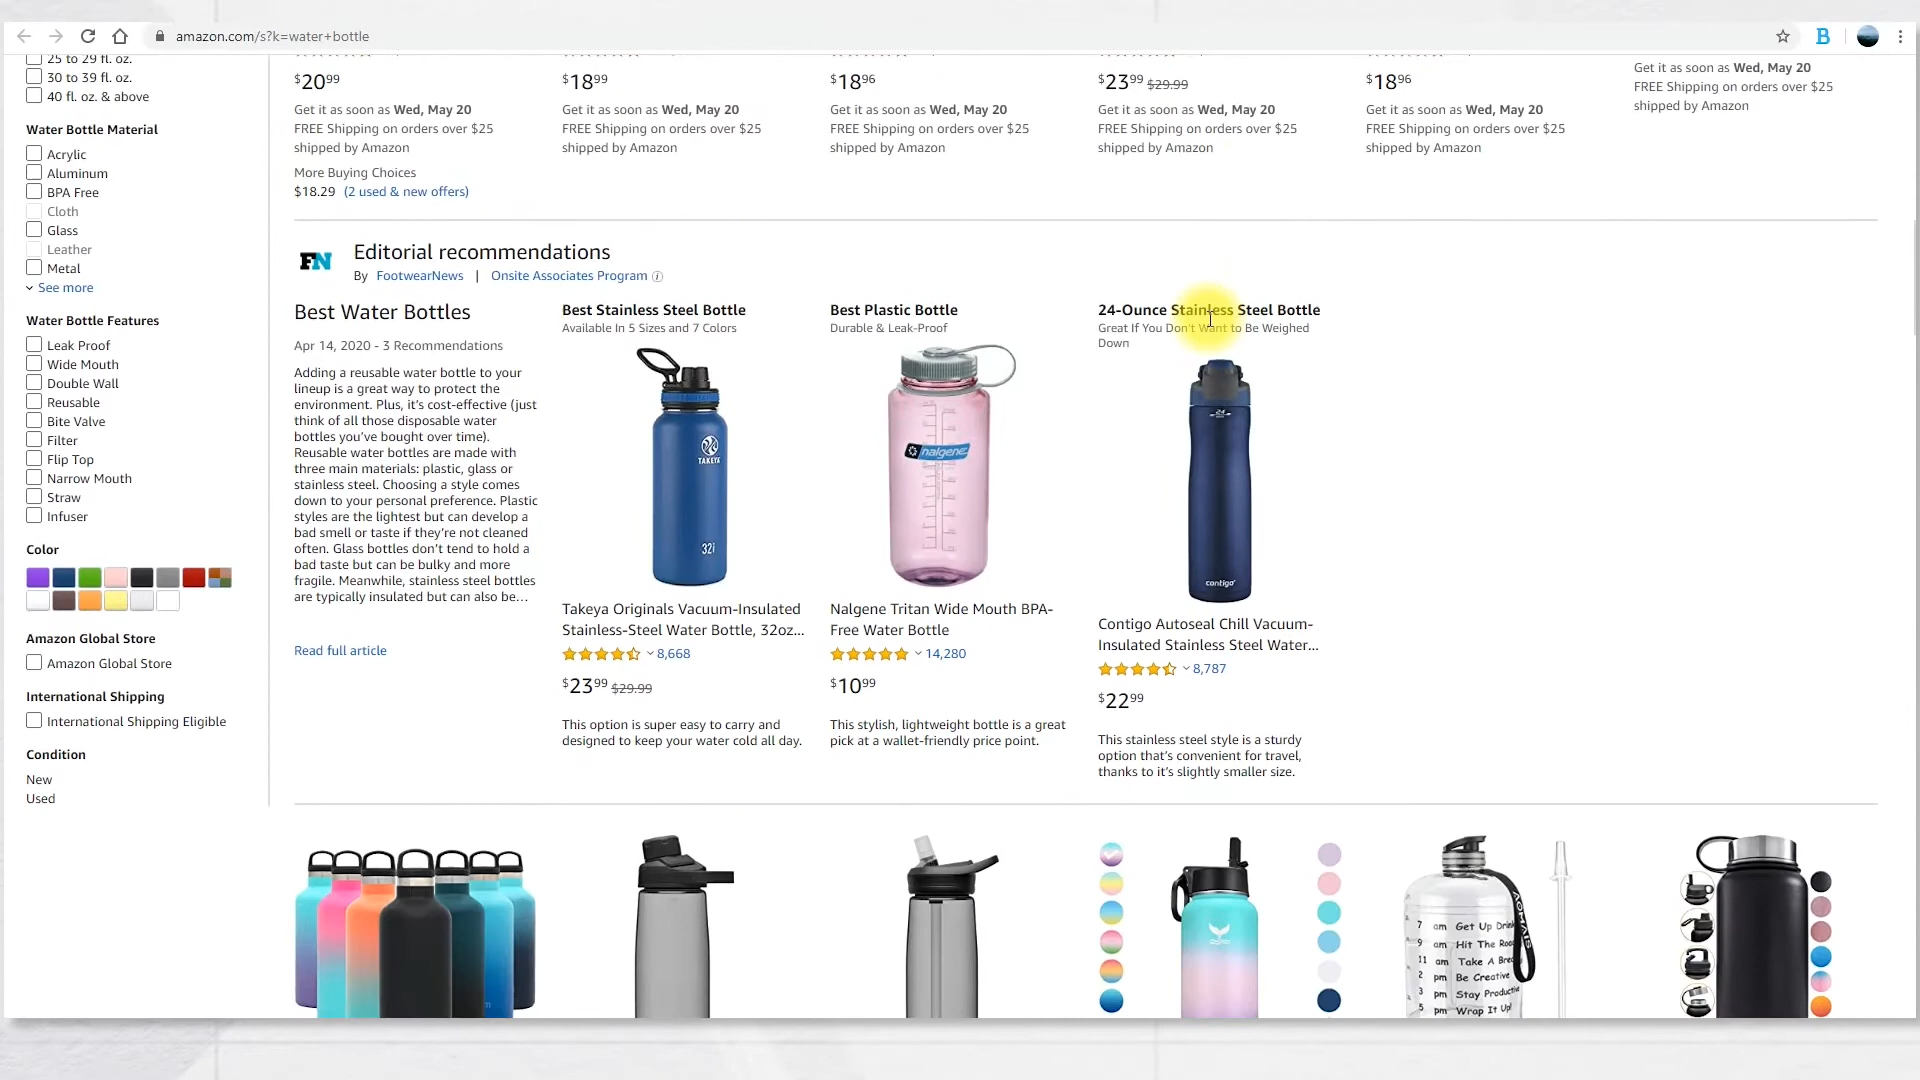 amazon.com/s?k=water+bottle
B
25 to 29 fl. oz.
30 to 39 fl. oz.
40 fl. oz. & above
Water Bottle Material
Acrylic
Aluminum
BPA Free
Cloth
Glass
Leather
Metal
See more
Water Bottle Features
Leak Proof
Wide Mouth
Double Wall
Reusable
Bite Valve
Filter
Flip Top
Narrow Mouth
Straw
Infuser
Color
Amazon Global Store
Amazon Global Store
International Shipping
International Shipping Eligible
Condition
New
Used
$20.99
Get it as soon as Wed, May 20
FREE Shipping on orders over $25
shipped by Amazon
More Buying Choices
$18.29 (2 used & new offers)
$18.99
Get it as soon as Wed, May 20
FREE Shipping on orders over $25
shipped by Amazon
$18.96
Get it as soon as Wed, May 20
FREE Shipping on orders over $25
shipped by Amazon
$23.99 $29.99
Get it as soon as Wed, May 20
FREE Shipping on orders over $25
shipped by Amazon
$18.96
Get it as soon as Wed, May 20
FREE Shipping on orders over $25
shipped by Amazon
Get it as soon as Wed, May 20
FREE Shipping on orders over $25
shipped by Amazon
FN
Editorial recommendations
By FootwearNews | Onsite Associates Program i
Best Water Bottles
Apr 14, 2020 - 3 Recommendations
Adding a reusable water bottle to your
lineup is a great way to protect the
environment. Plus, it's cost-effective (just
think of all those disposable water
bottles you've bought over time).
Reusable water bottles are made with
three main materials: plastic, glass or
stainless steel. Choosing a style comes
down to your personal preference. Plastic
styles are the lightest but can develop a
bad smell or taste if they're not cleaned
often. Glass bottles don't tend to hold a
bad taste but can be bulky and more
fragile. Meanwhile, stainless steel bottles
are typically insulated but can also be...
Read full article
Best Stainless Steel Bottle
Available In 5 Sizes and 7 Colors
TAKEYA
Takeya Originals Vacuum-Insulated
Stainless-Steel Water Bottle, 32oz...
8,668
$23.99 $29.99
This option is super easy to carry and
designed to keep your water cold all day.
Best Plastic Bottle
Durable & Leak-Proof
nalgene
Nalgene Tritan Wide Mouth BPA-
Free Water Bottle
14,280
$10.99
This stylish, lightweight bottle is a great
pick at a wallet-friendly price point.
24-Ounce Stainless Steel Bottle
Great If You Don't Want to Be Weighed
Down
24
contigo
Contigo Autoseal Chill Vacuum-
Insulated Stainless Steel Water...
8,787
$22.99
This stainless steel style is a sturdy
option that's convenient for travel,
thanks to it's slightly smaller size.
7 am Get Up Drink
9 am Hit The Road
11 am Take A Break
2 pm Be Creative
3 pm Stay Productive
5 pm Wrap It Up!